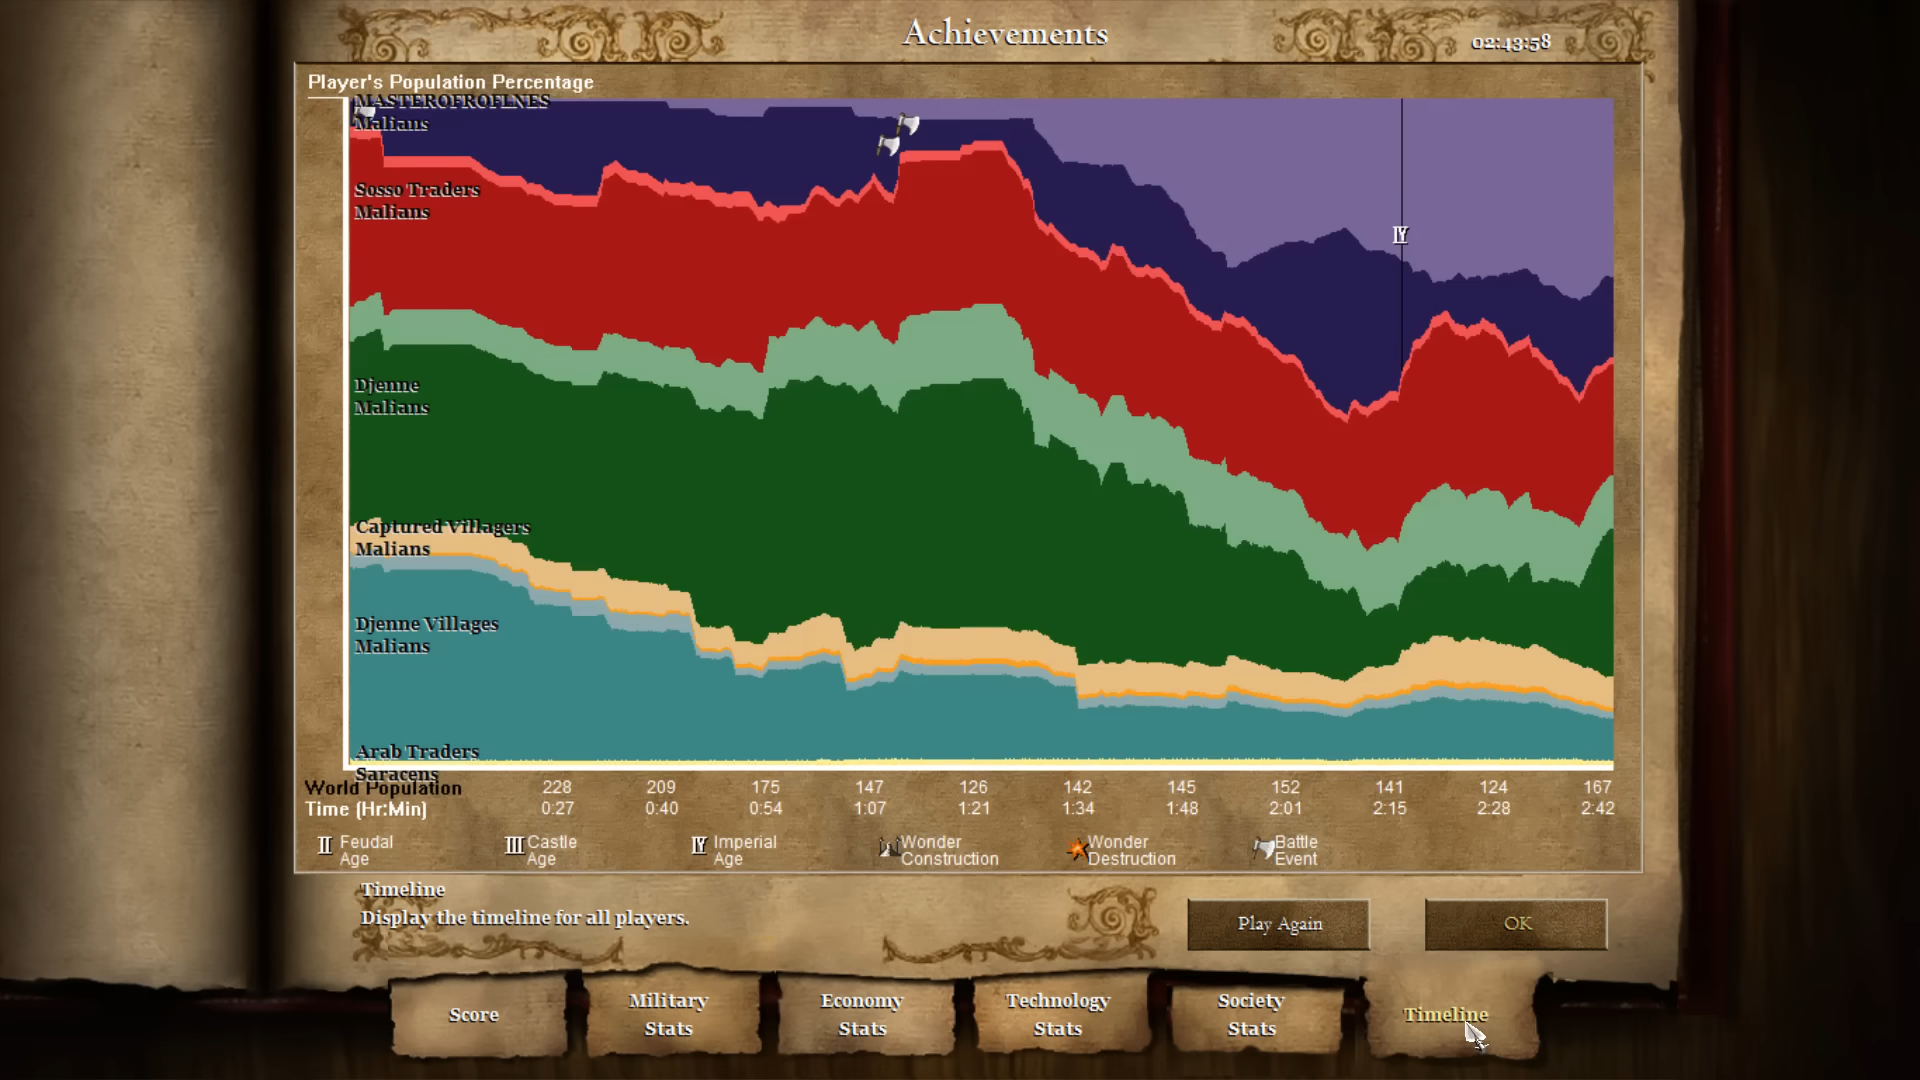 Achievements
02:43:58
Player's Population Percentage
MASTEROFROFLNES
Malians
Sosso Traders
Malians
IV
Djenne
Malians
Captured Villagers
Malians
Djenne Villages
Malians
Arab Traders
Saracens
World Population 228 209 175 147 126 142 145 152 141 124 167
Time (Hr:Min) 0:27 0:40 0:54 1:07 1:21 1:34 1:48 2:01 2:15 2:28 2:42
II Feudal Age
III Castle Age
IV Imperial Age
Wonder Construction
Wonder Destruction
Battle Event
Timeline
Display the timeline for all players.
Play Again
OK
Score
Military Stats
Economy Stats
Technology Stats
Society Stats
Timeline